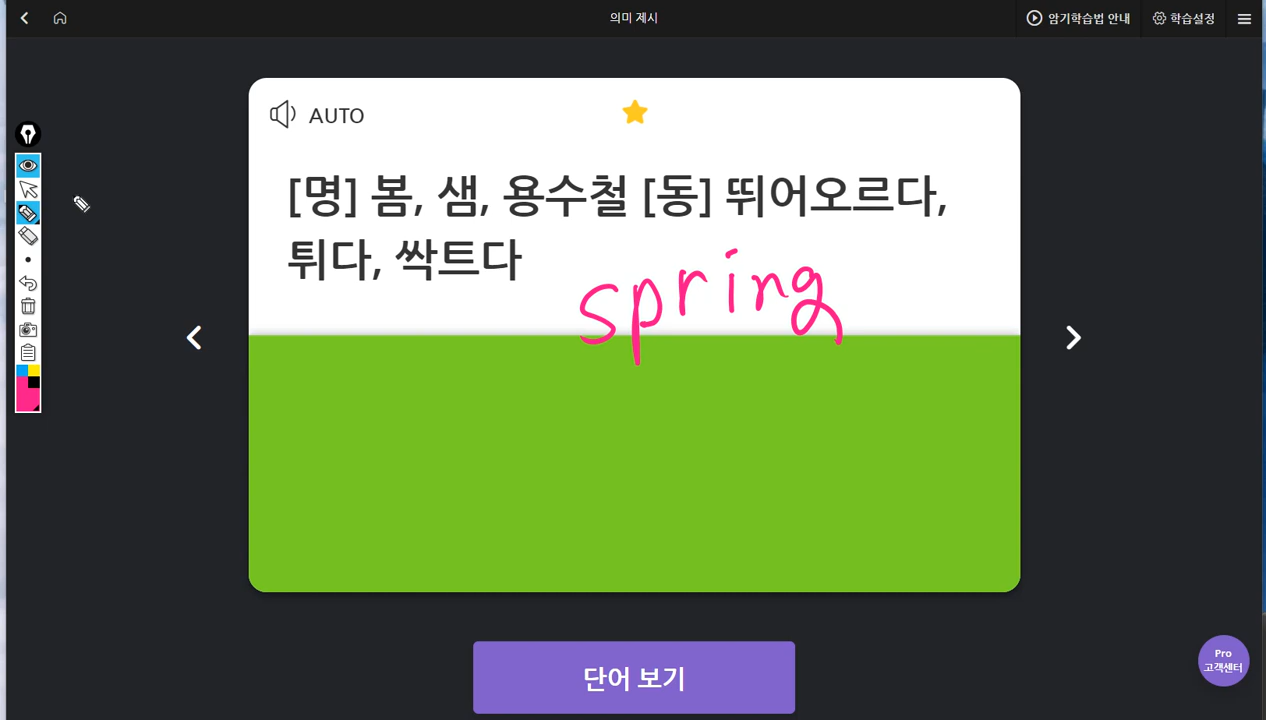 의미 제시
암기학습법 안내
학습설정
AUTO
[명] 봄, 샘, 용수철 [동] 뛰어오르다,
튀다, 싹트다
spring
단어 보기
Pro
고객센터